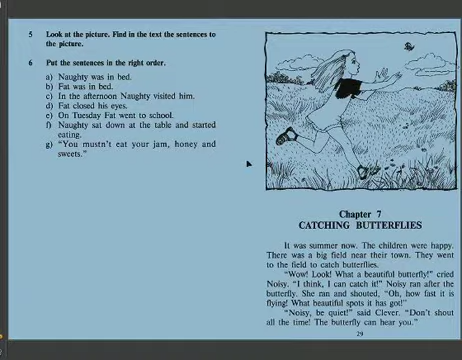 5 Look at the picture. Find in the text the sentences to
the picture.
6 Put the sentences in the right order.
a) Naughty was in bed.
b) Fat was in bed.
c) In the afternoon Naughty visited him.
d) Fat closed his eyes.
e) On Tuesday Fat went to school.
f) Naughty sat down at the table and started
eating.
g) "You mustn't eat your jam, honey and
sweets."
Chapter 7
CATCHING BUTTERFLIES
It was summer now. The children were happy.
There was a big field near their town. They went
to the field to catch butterflies.
"Wow! Look! What a beautiful butterfly!" cried
Noisy. "I think, I can catch it!" Noisy ran after the
butterfly. She ran and shouted, "Oh, how fast it is
flying! What beautiful spots it has got!"
"Noisy, be quiet!" said Clever. "Don't shout
all the time! The butterfly can hear you."
29